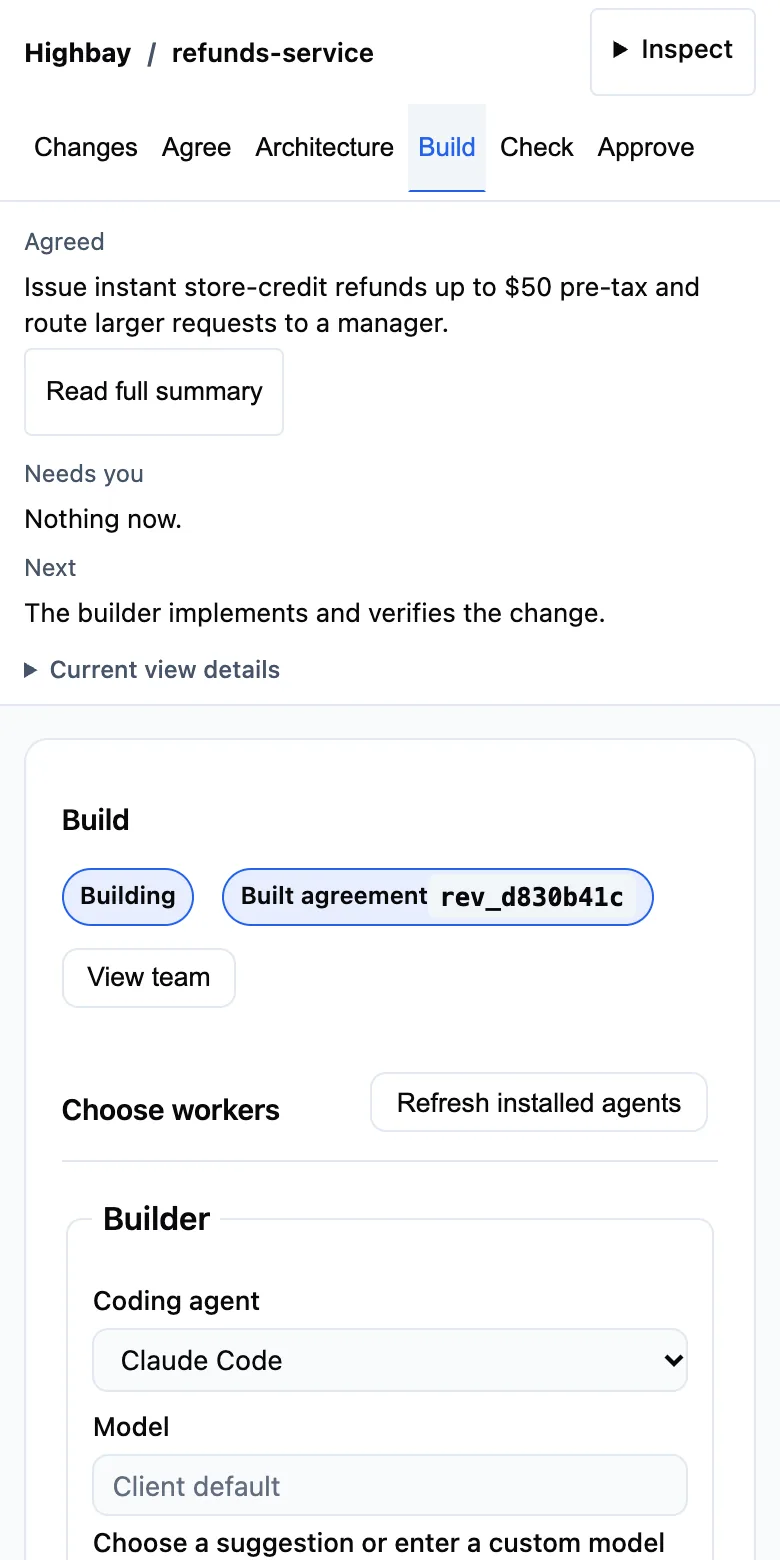 Highbay / refunds-service
▶ Inspect
Changes Agree Architecture Build Check Approve
Agreed
Issue instant store-credit refunds up to $50 pre-tax and
route larger requests to a manager.
Read full summary
Needs you
Nothing now.
Next
The builder implements and verifies the change.
▶ Current view details
Build
Building
Built agreement rev_d830b41c
View team
Choose workers
Refresh installed agents
Builder
Coding agent
Claude Code
Model
Client default
Choose a suggestion or enter a custom model